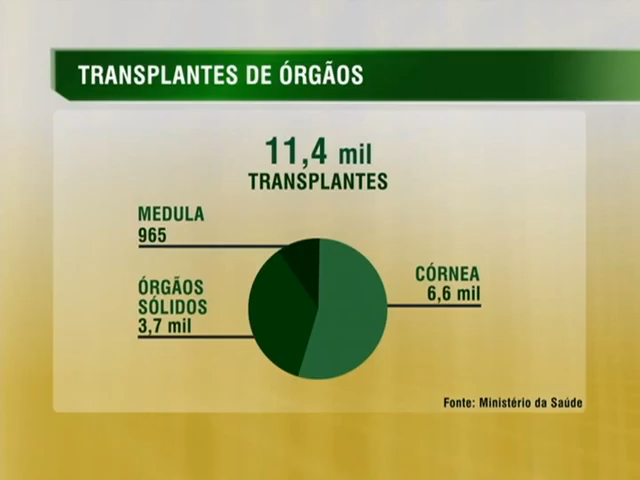 TRANSPLANTES DE ÓRGÃOS
11,4 mil
TRANSPLANTES
MEDULA
965
ÓRGÃOS
SÓLIDOS
3,7 mil
CÓRNEA
6,6 mil
Fonte: Ministério da Saúde